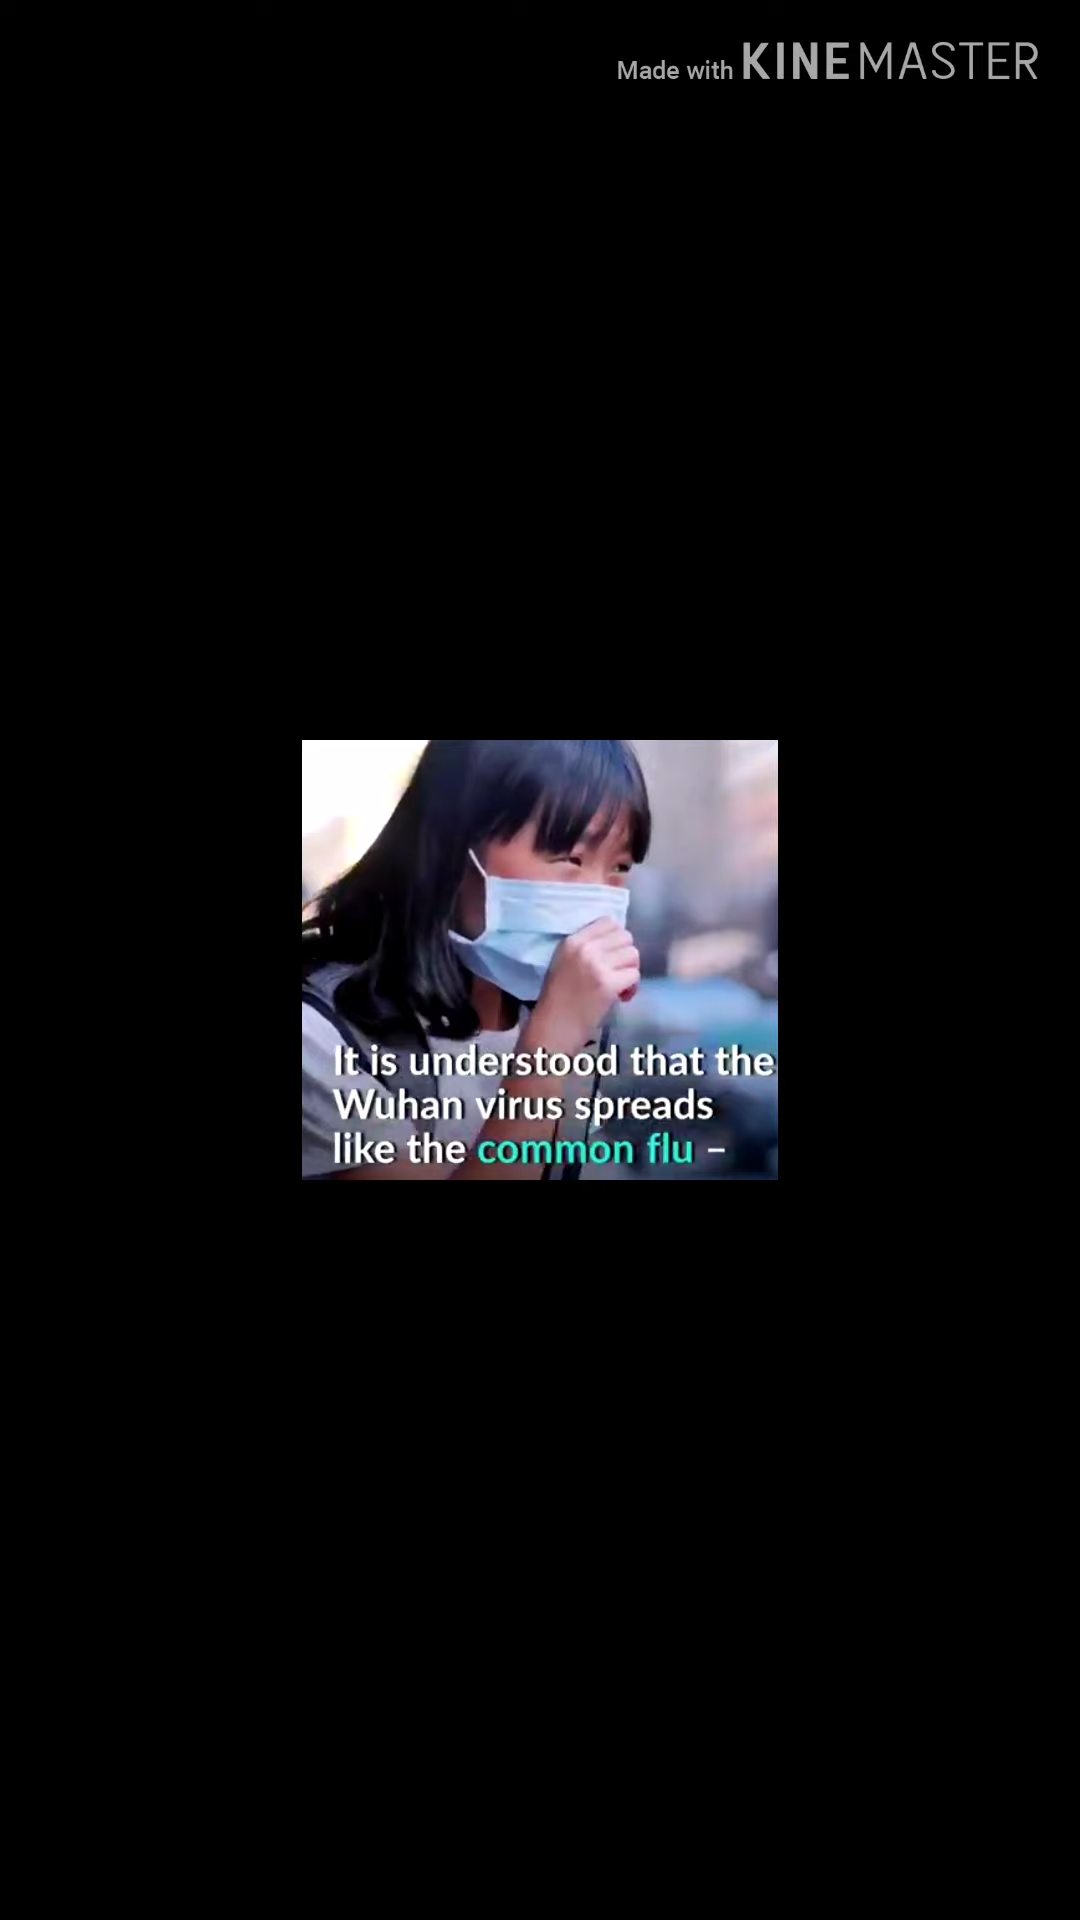 Made with KINEMASTER
It is understood that the
Wuhan virus spreads
like the common flu –